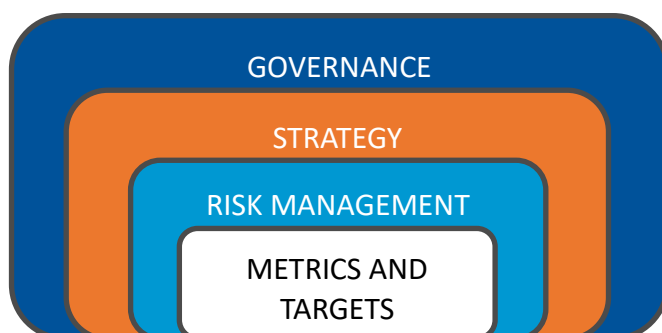 GOVERNANCE
STRATEGY
RISK MANAGEMENT
METRICS AND
TARGETS